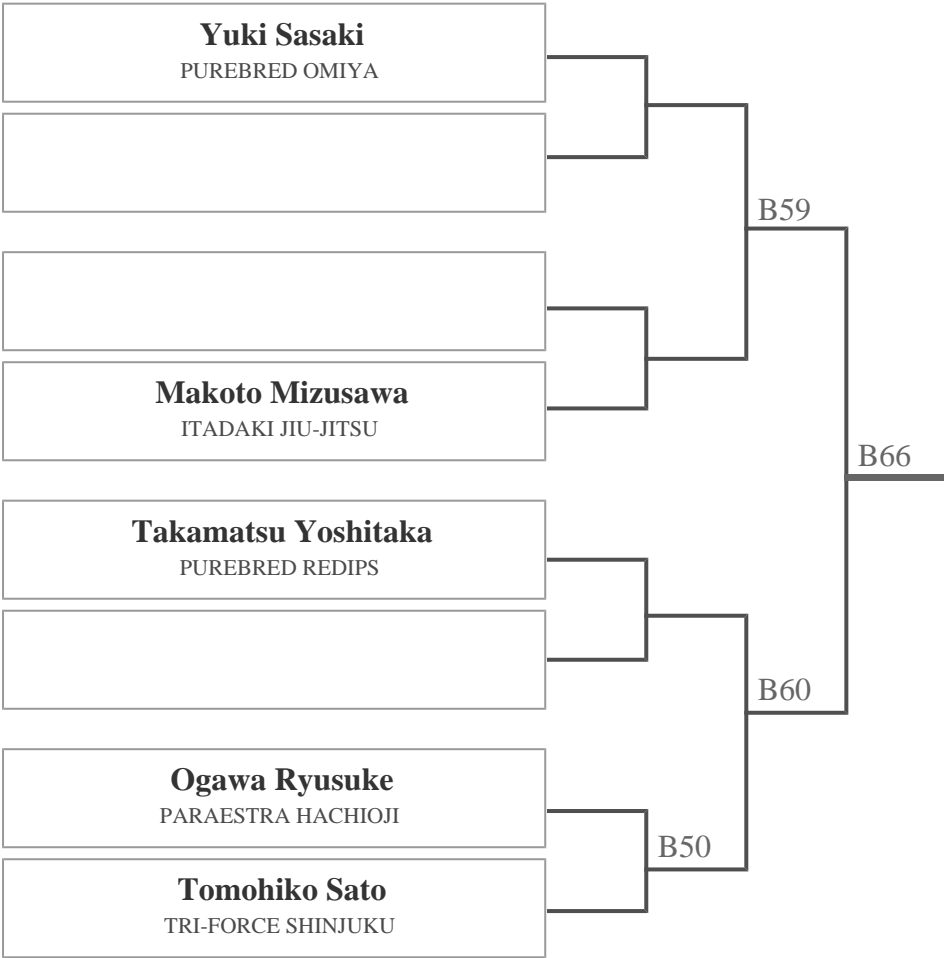 Yuki Sasaki
PUREBRED OMIYA
B59
Makoto Mizusawa
ITADAKI JIU-JITSU
B66
Takamatsu Yoshitaka
PUREBRED REDIPS
B60
Ogawa Ryusuke
PARAESTRA HACHIOJI
B50
Tomohiko Sato
TRI-FORCE SHINJUKU